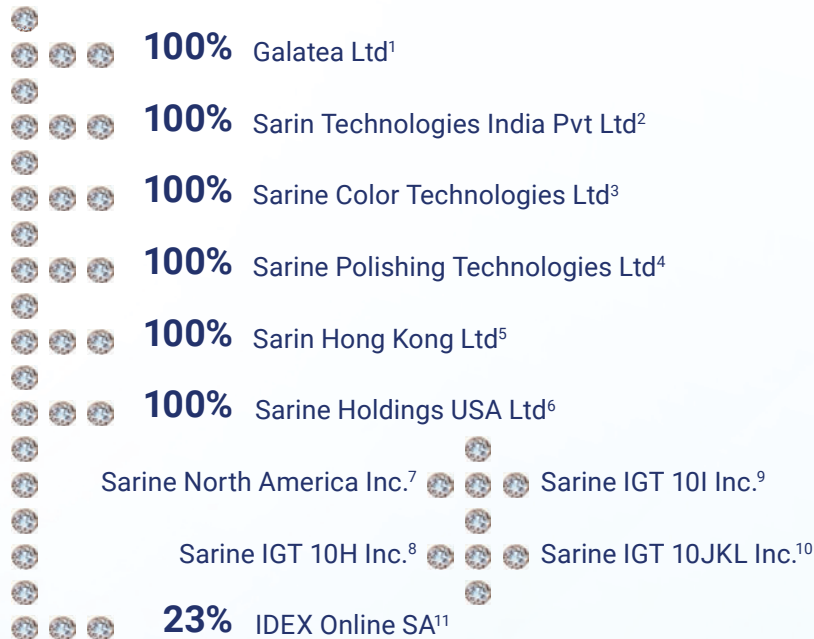 100% Galatea Ltd¹
100% Sarin Technologies India Pvt Ltd²
100% Sarine Color Technologies Ltd³
100% Sarine Polishing Technologies Ltd⁴
100% Sarin Hong Kong Ltd⁵
100% Sarine Holdings USA Ltd⁶
Sarine North America Inc.⁷ Sarine IGT 10I Inc.⁹
Sarine IGT 10H Inc.⁸ Sarine IGT 10JKL Inc.¹⁰
23% IDEX Online SA¹¹